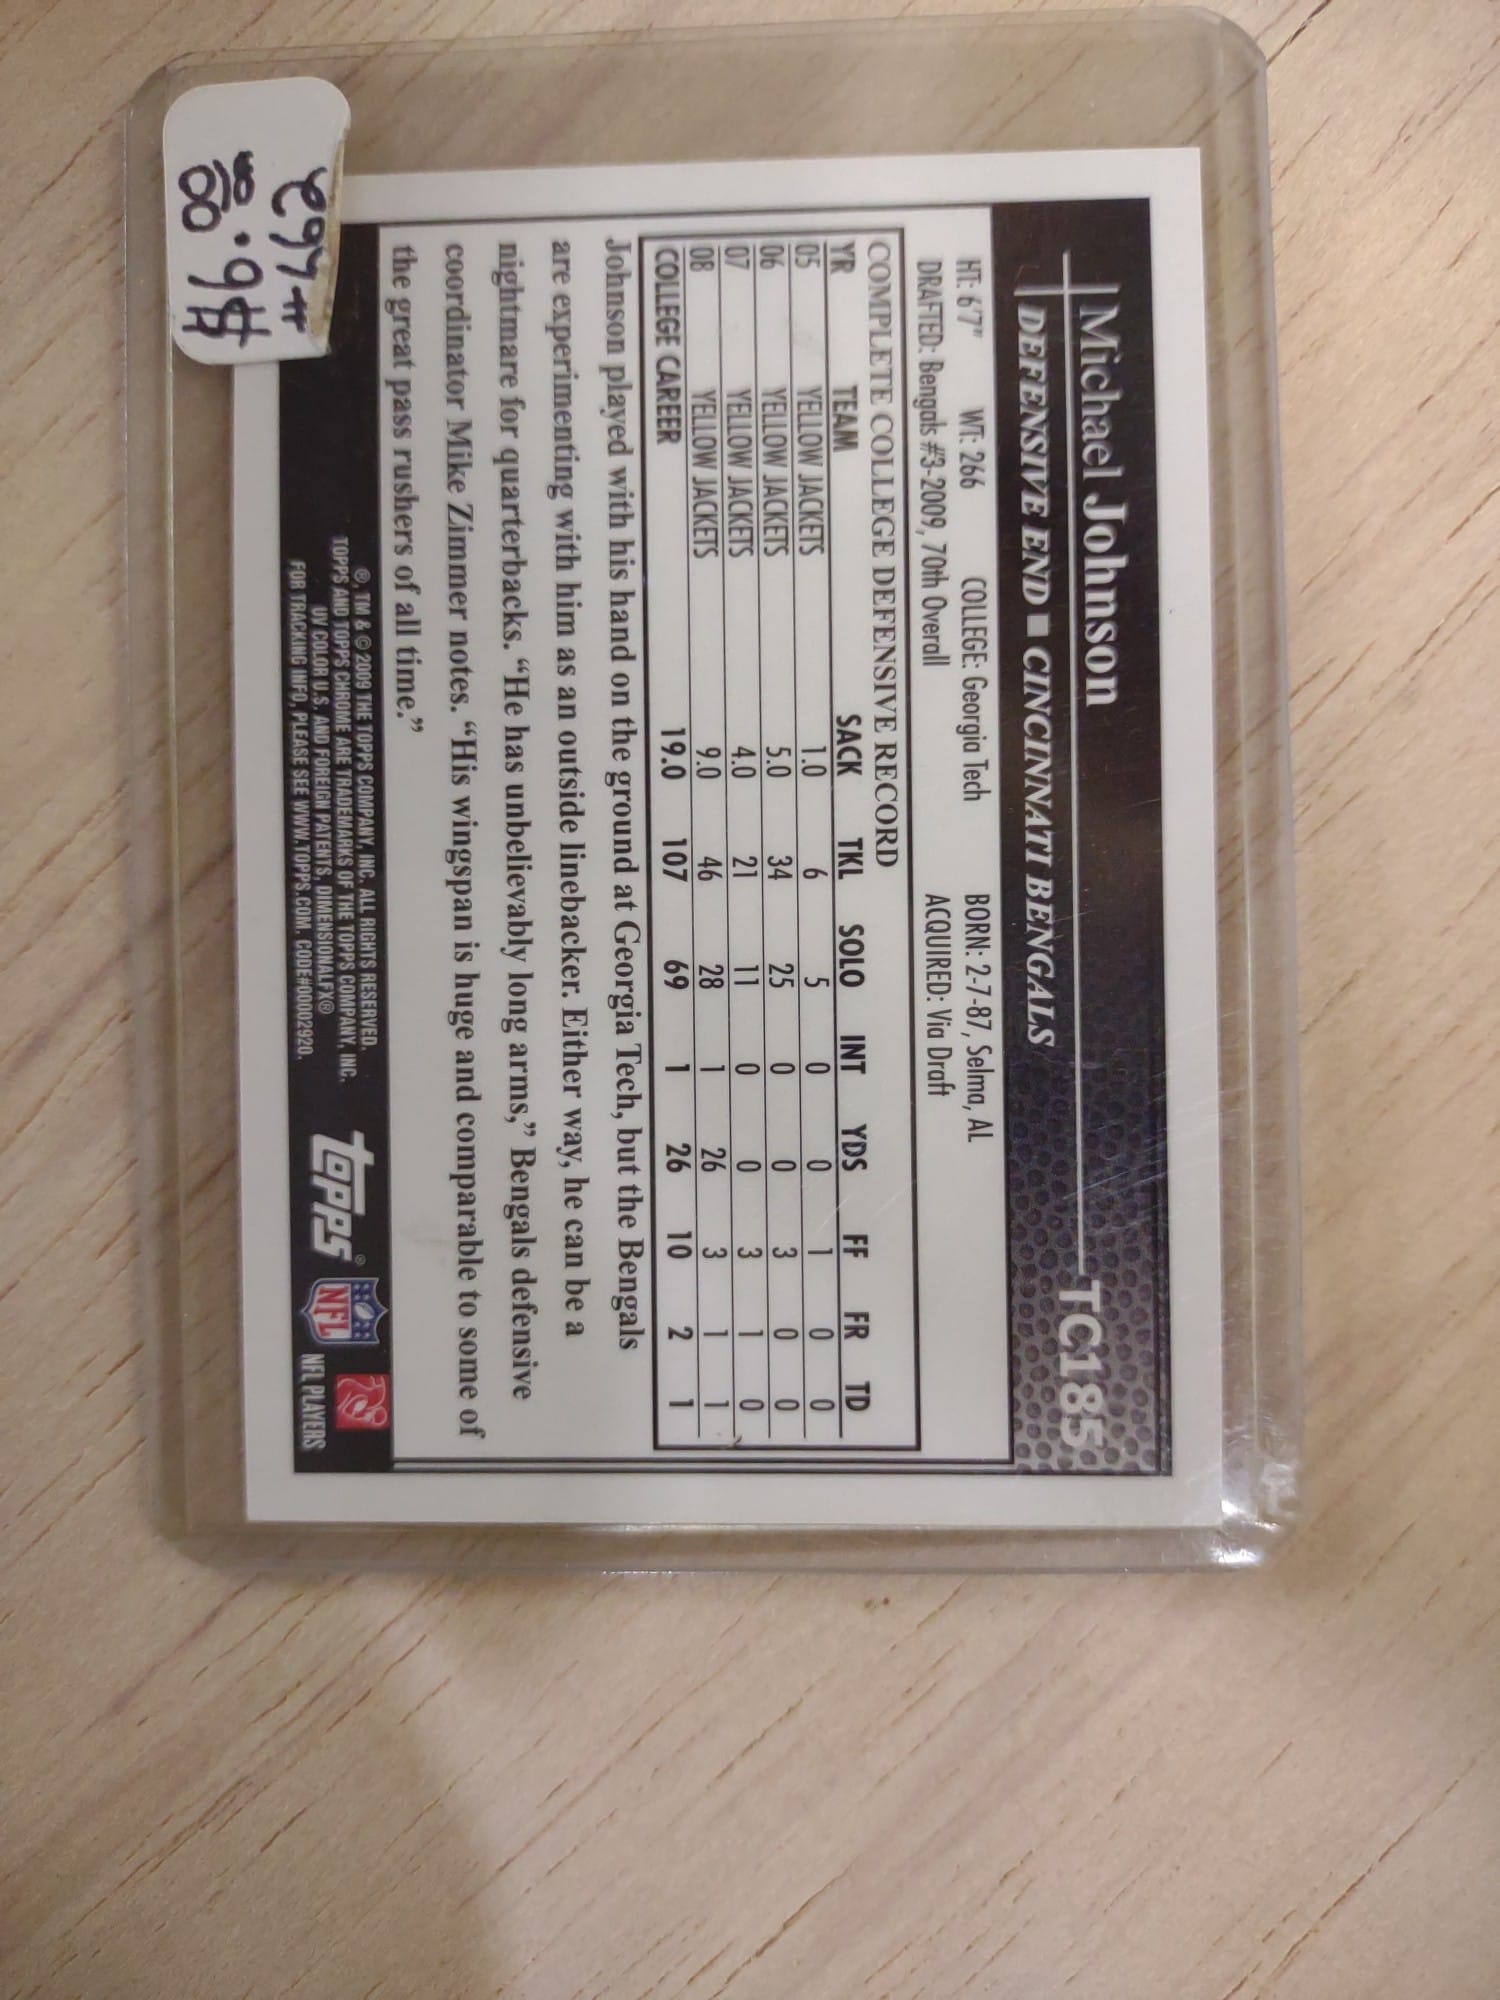 Michael Johnson TC185
DEFENSIVE END ■ CINCINNATI BENGALS
HT: 6'7" WT: 266 COLLEGE: Georgia Tech BORN: 2-7-87, Selma, AL
DRAFTED: Bengals #3-2009, 70th Overall ACQUIRED: Via Draft
COMPLETE COLLEGE DEFENSIVE RECORD
YR TEAM SACK TKL SOLO INT YDS FF FR TD
05 YELLOW JACKETS 1.0 6 5 0 0 1 0 0
06 YELLOW JACKETS 5.0 34 25 0 0 3 0 0
07 YELLOW JACKETS 4.0 21 11 0 0 3 1 0
08 YELLOW JACKETS 9.0 46 28 1 26 3 1 1
COLLEGE CAREER 19.0 107 69 1 26 10 2 1
Johnson played with his hand on the ground at Georgia Tech, but the Bengals
are experimenting with him as an outside linebacker. Either way, he can be a
nightmare for quarterbacks. “He has unbelievably long arms,” Bengals defensive
coordinator Mike Zimmer notes. “His wingspan is huge and comparable to some of
the great pass rushers of all time.”
®, TM & © 2009 THE TOPPS COMPANY, INC. ALL RIGHTS RESERVED.
TOPPS AND TOPPS CHROME ARE TRADEMARKS OF THE TOPPS COMPANY, INC.
UV COLOR U.S. AND FOREIGN PATENTS, DIMENSIONALFX®
FOR TRACKING INFO, PLEASE SEE WWW.TOPPS.COM. CODE#00002920.
topps®
NFL
NFL PLAYERS